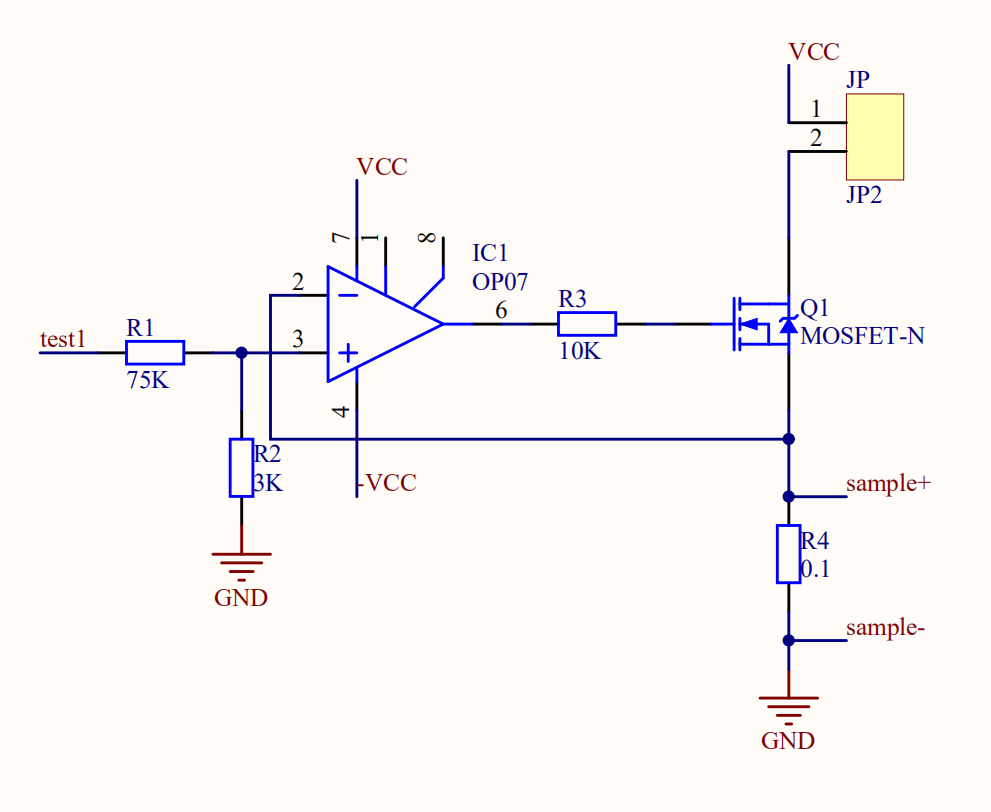 VCC
JP
1
2
JP2
VCC
7
1
8
IC1
OP07
2
6
R3
10K
Q1
MOSFET-N
test1
R1
75K
3
4
R2
3K
-VCC
GND
sample+
R4
0.1
sample-
GND